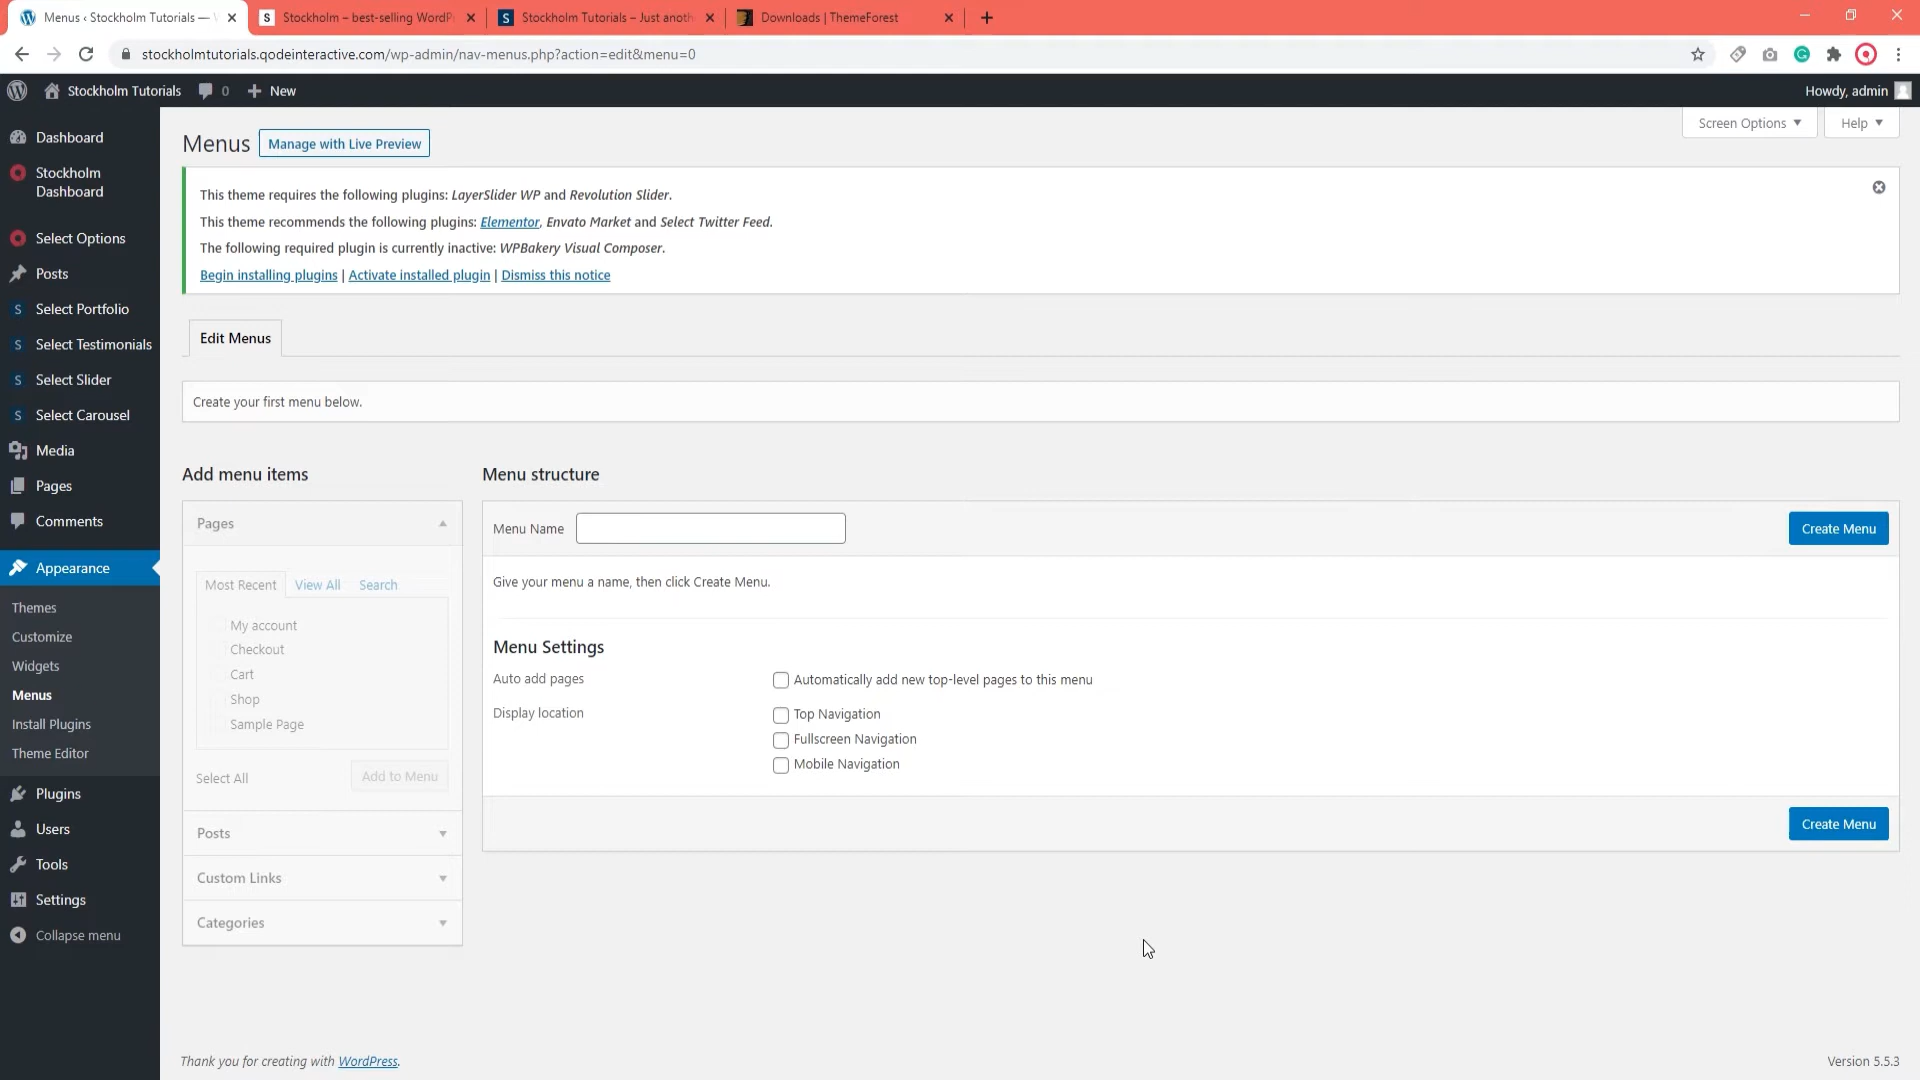 Menus ‹ Stockholm Tutorials —
Stockholm – best-selling WordP
Stockholm Tutorials – Just anoth
Downloads | ThemeForest
stockholmtutorials.qodeinteractive.com/wp-admin/nav-menus.php?action=edit&menu=0
Stockholm Tutorials
0
New
Howdy, admin
Dashboard
Stockholm
Dashboard
Select Options
Posts
Select Portfolio
Select Testimonials
Select Slider
Select Carousel
Media
Pages
Comments
Appearance
Themes
Customize
Widgets
Menus
Install Plugins
Theme Editor
Plugins
Users
Tools
Settings
Collapse menu
Screen Options
Help
Menus
Manage with Live Preview
This theme requires the following plugins: LayerSlider WP and Revolution Slider.
This theme recommends the following plugins: Elementor, Envato Market and Select Twitter Feed.
The following required plugin is currently inactive: WPBakery Visual Composer.
Begin installing plugins | Activate installed plugin | Dismiss this notice
Edit Menus
Create your first menu below.
Add menu items
Pages
Most Recent
View All
Search
My account
Checkout
Cart
Shop
Sample Page
Select All
Add to Menu
Posts
Custom Links
Categories
Menu structure
Menu Name
Create Menu
Give your menu a name, then click Create Menu.
Menu Settings
Auto add pages
Automatically add new top-level pages to this menu
Display location
Top Navigation
Fullscreen Navigation
Mobile Navigation
Create Menu
Thank you for creating with WordPress.
Version 5.5.3